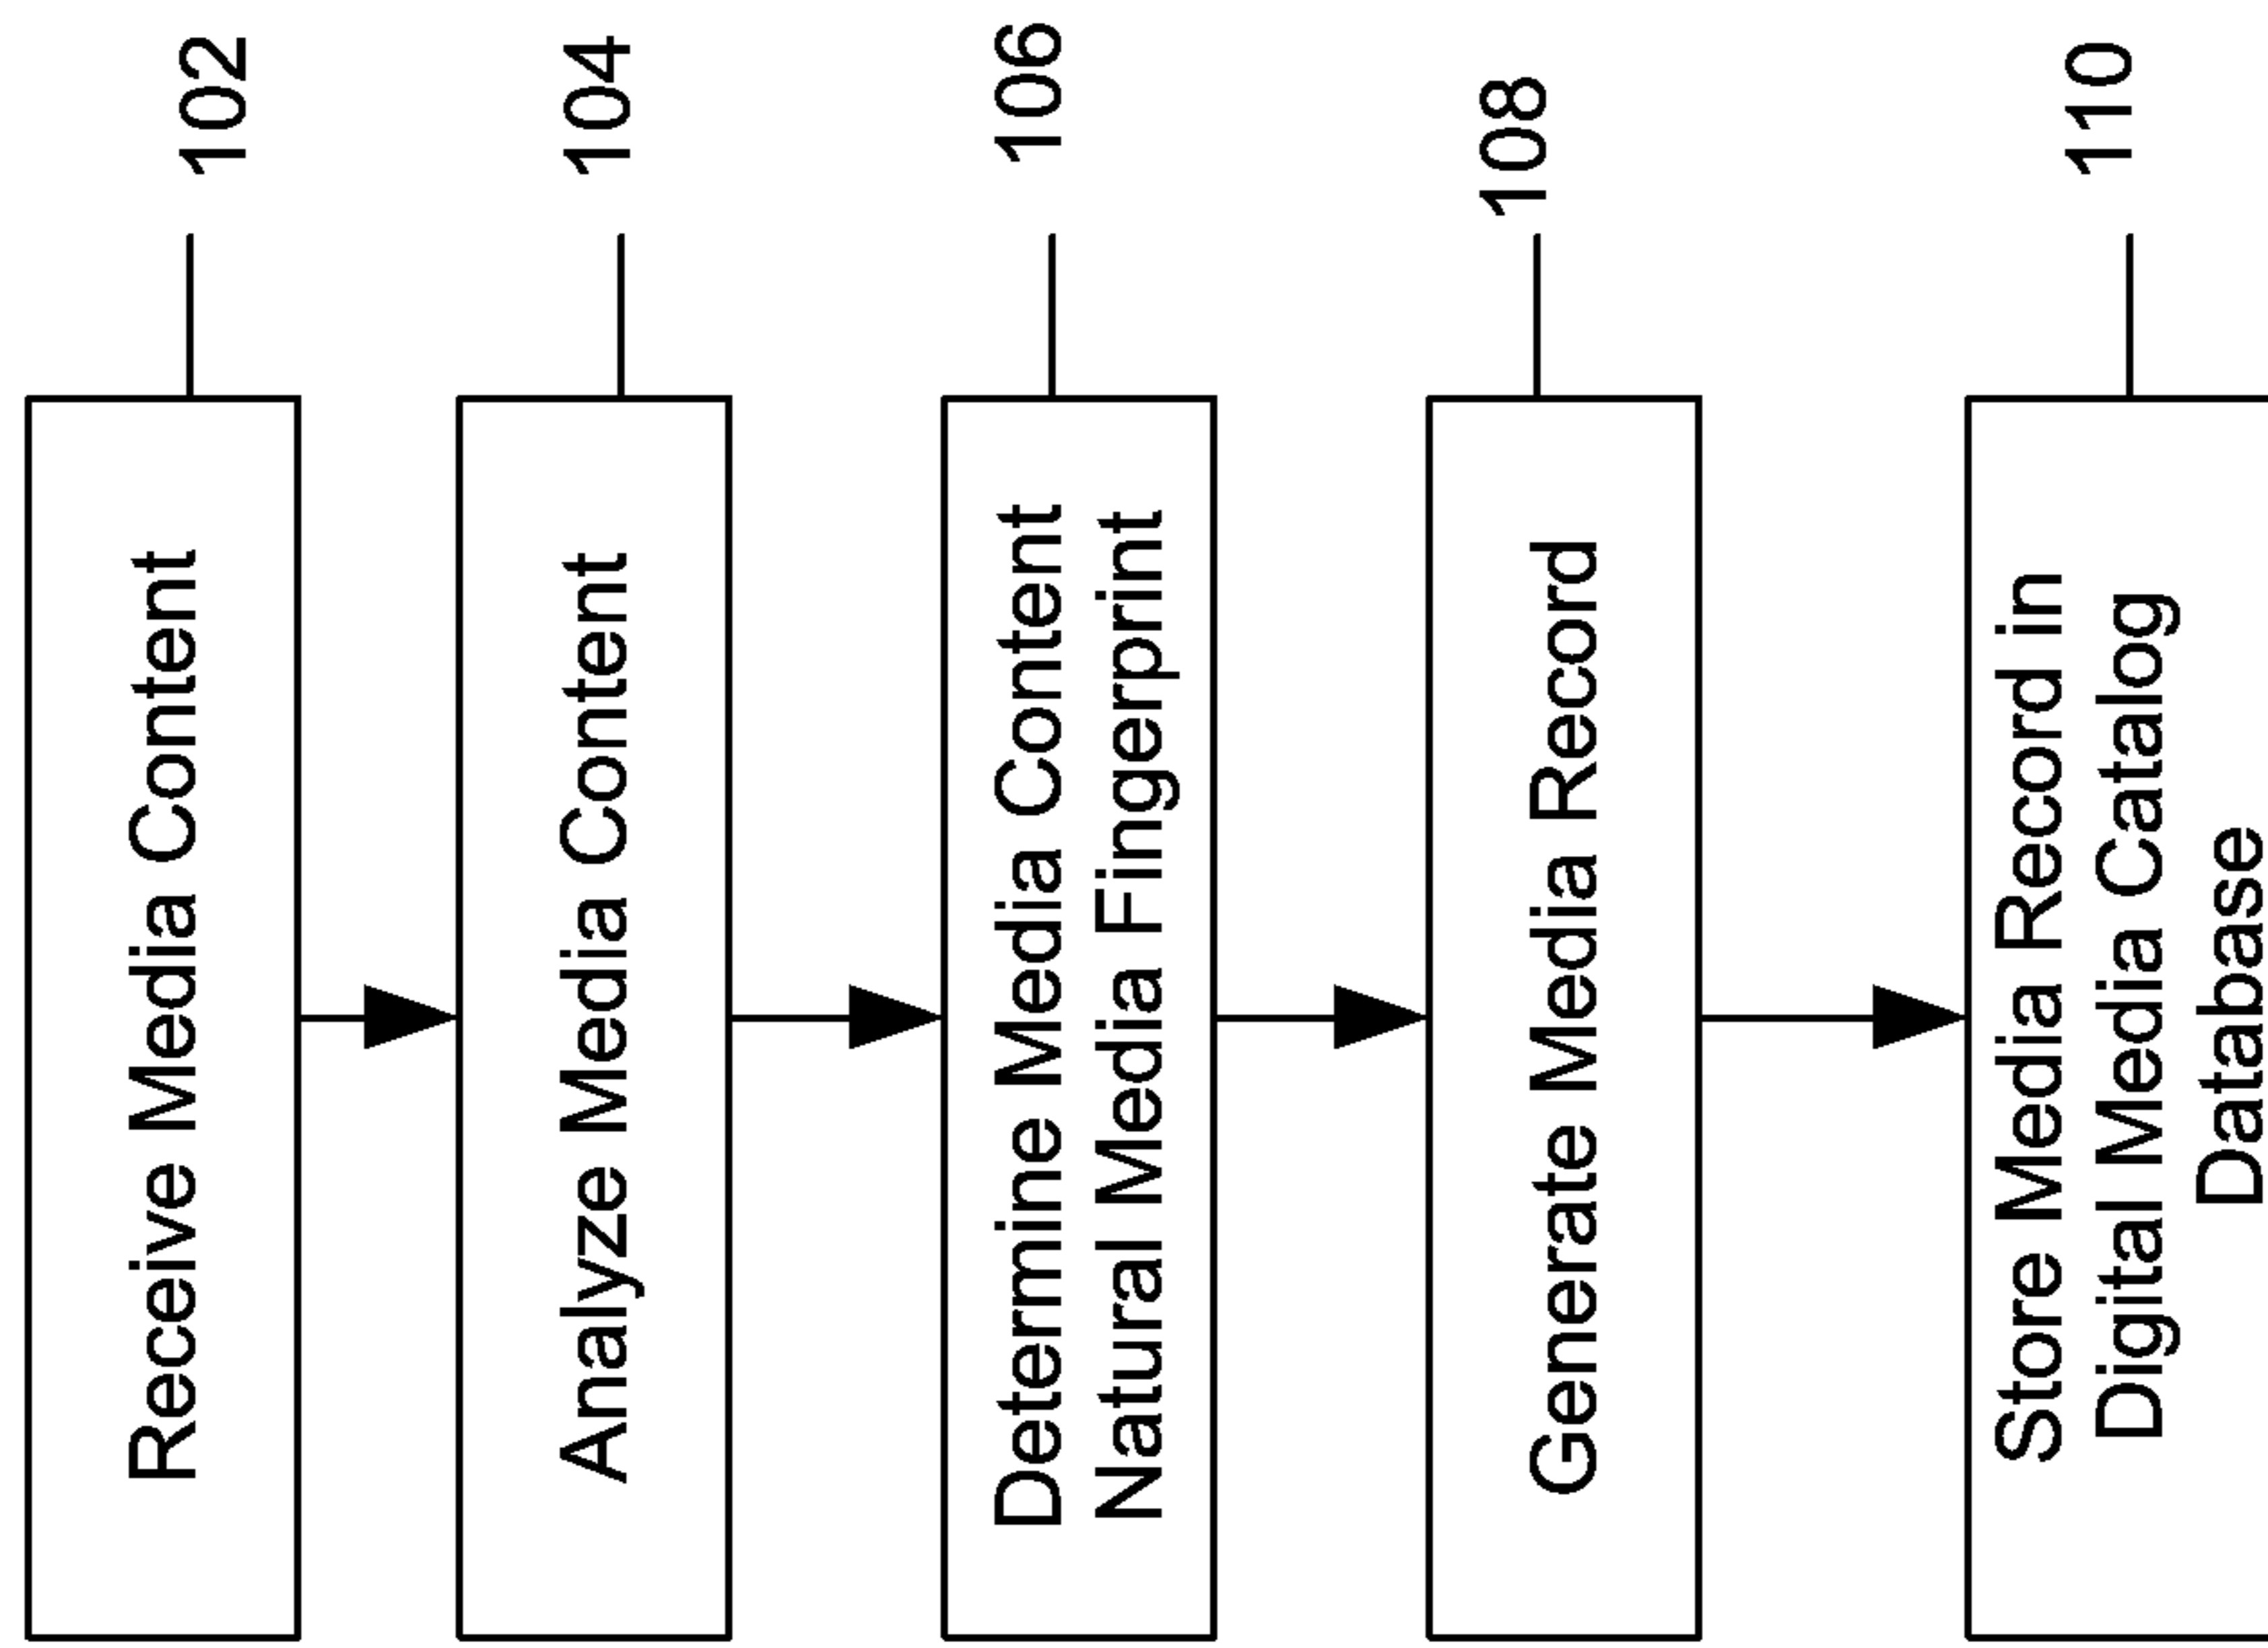 Receive Media Content
102
Analyze Media Content
104
Determine Media Content
Natural Media Fingerprint
106
Generate Media Record
108
Store Media Record in
Digital Media Catalog
Database
110